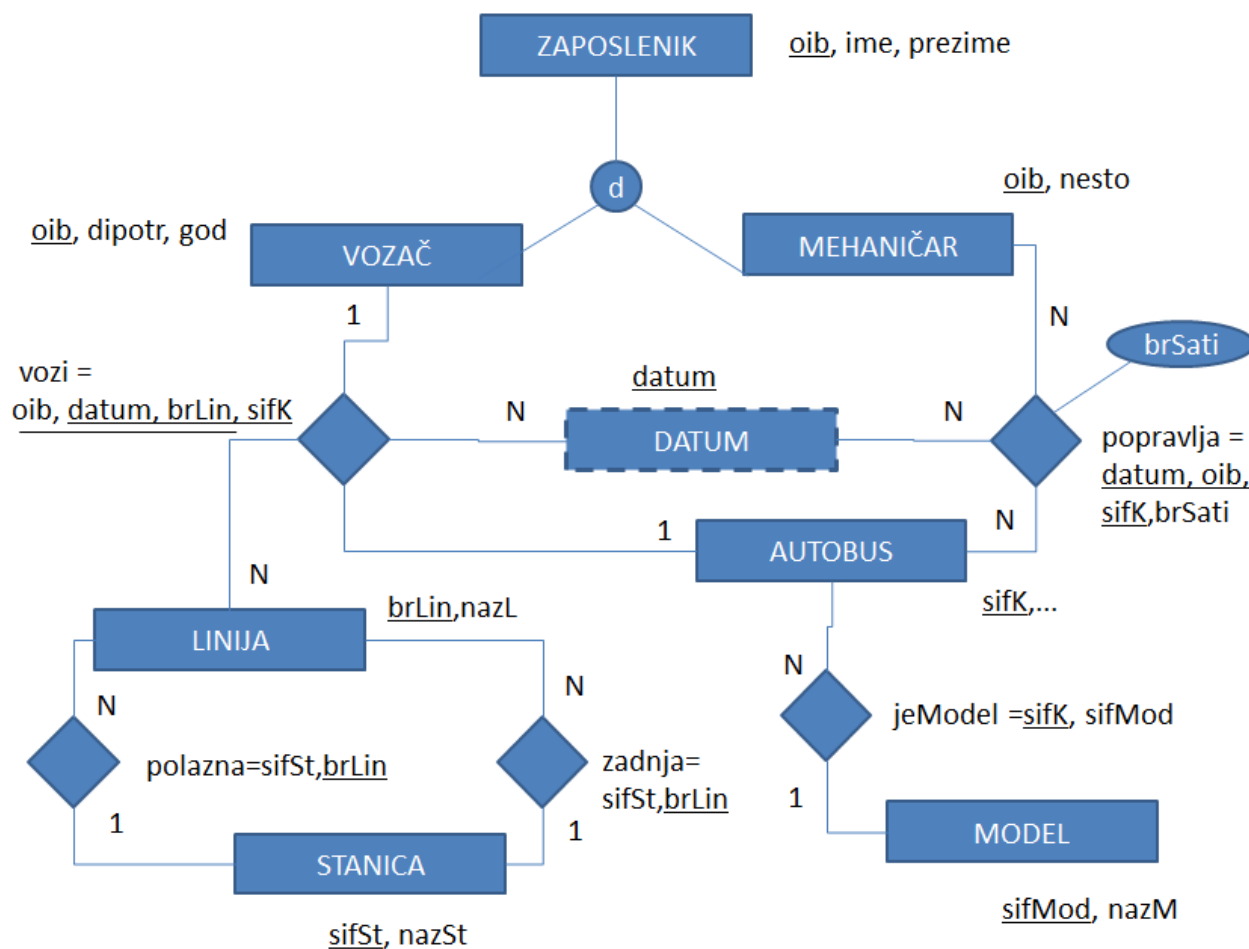 ZAPOSLENIK
oib, ime, prezime
d
oib, nesto
oib, dipotr, god
VOZAČ
MEHANIČAR
1
N
brSati
vozi =
oib, datum, brLin, sifK
datum
N
DATUM
N
popravlja =
datum, oib,
sifK,brSati
1
AUTOBUS
N
N
brLin,nazL
sifK,...
LINIJA
N
N
N
jeModel =sifK, sifMod
polazna=sifSt,brLin
zadnja=
sifSt,brLin
1
1
1
MODEL
STANICA
sifMod, nazM
sifSt, nazSt